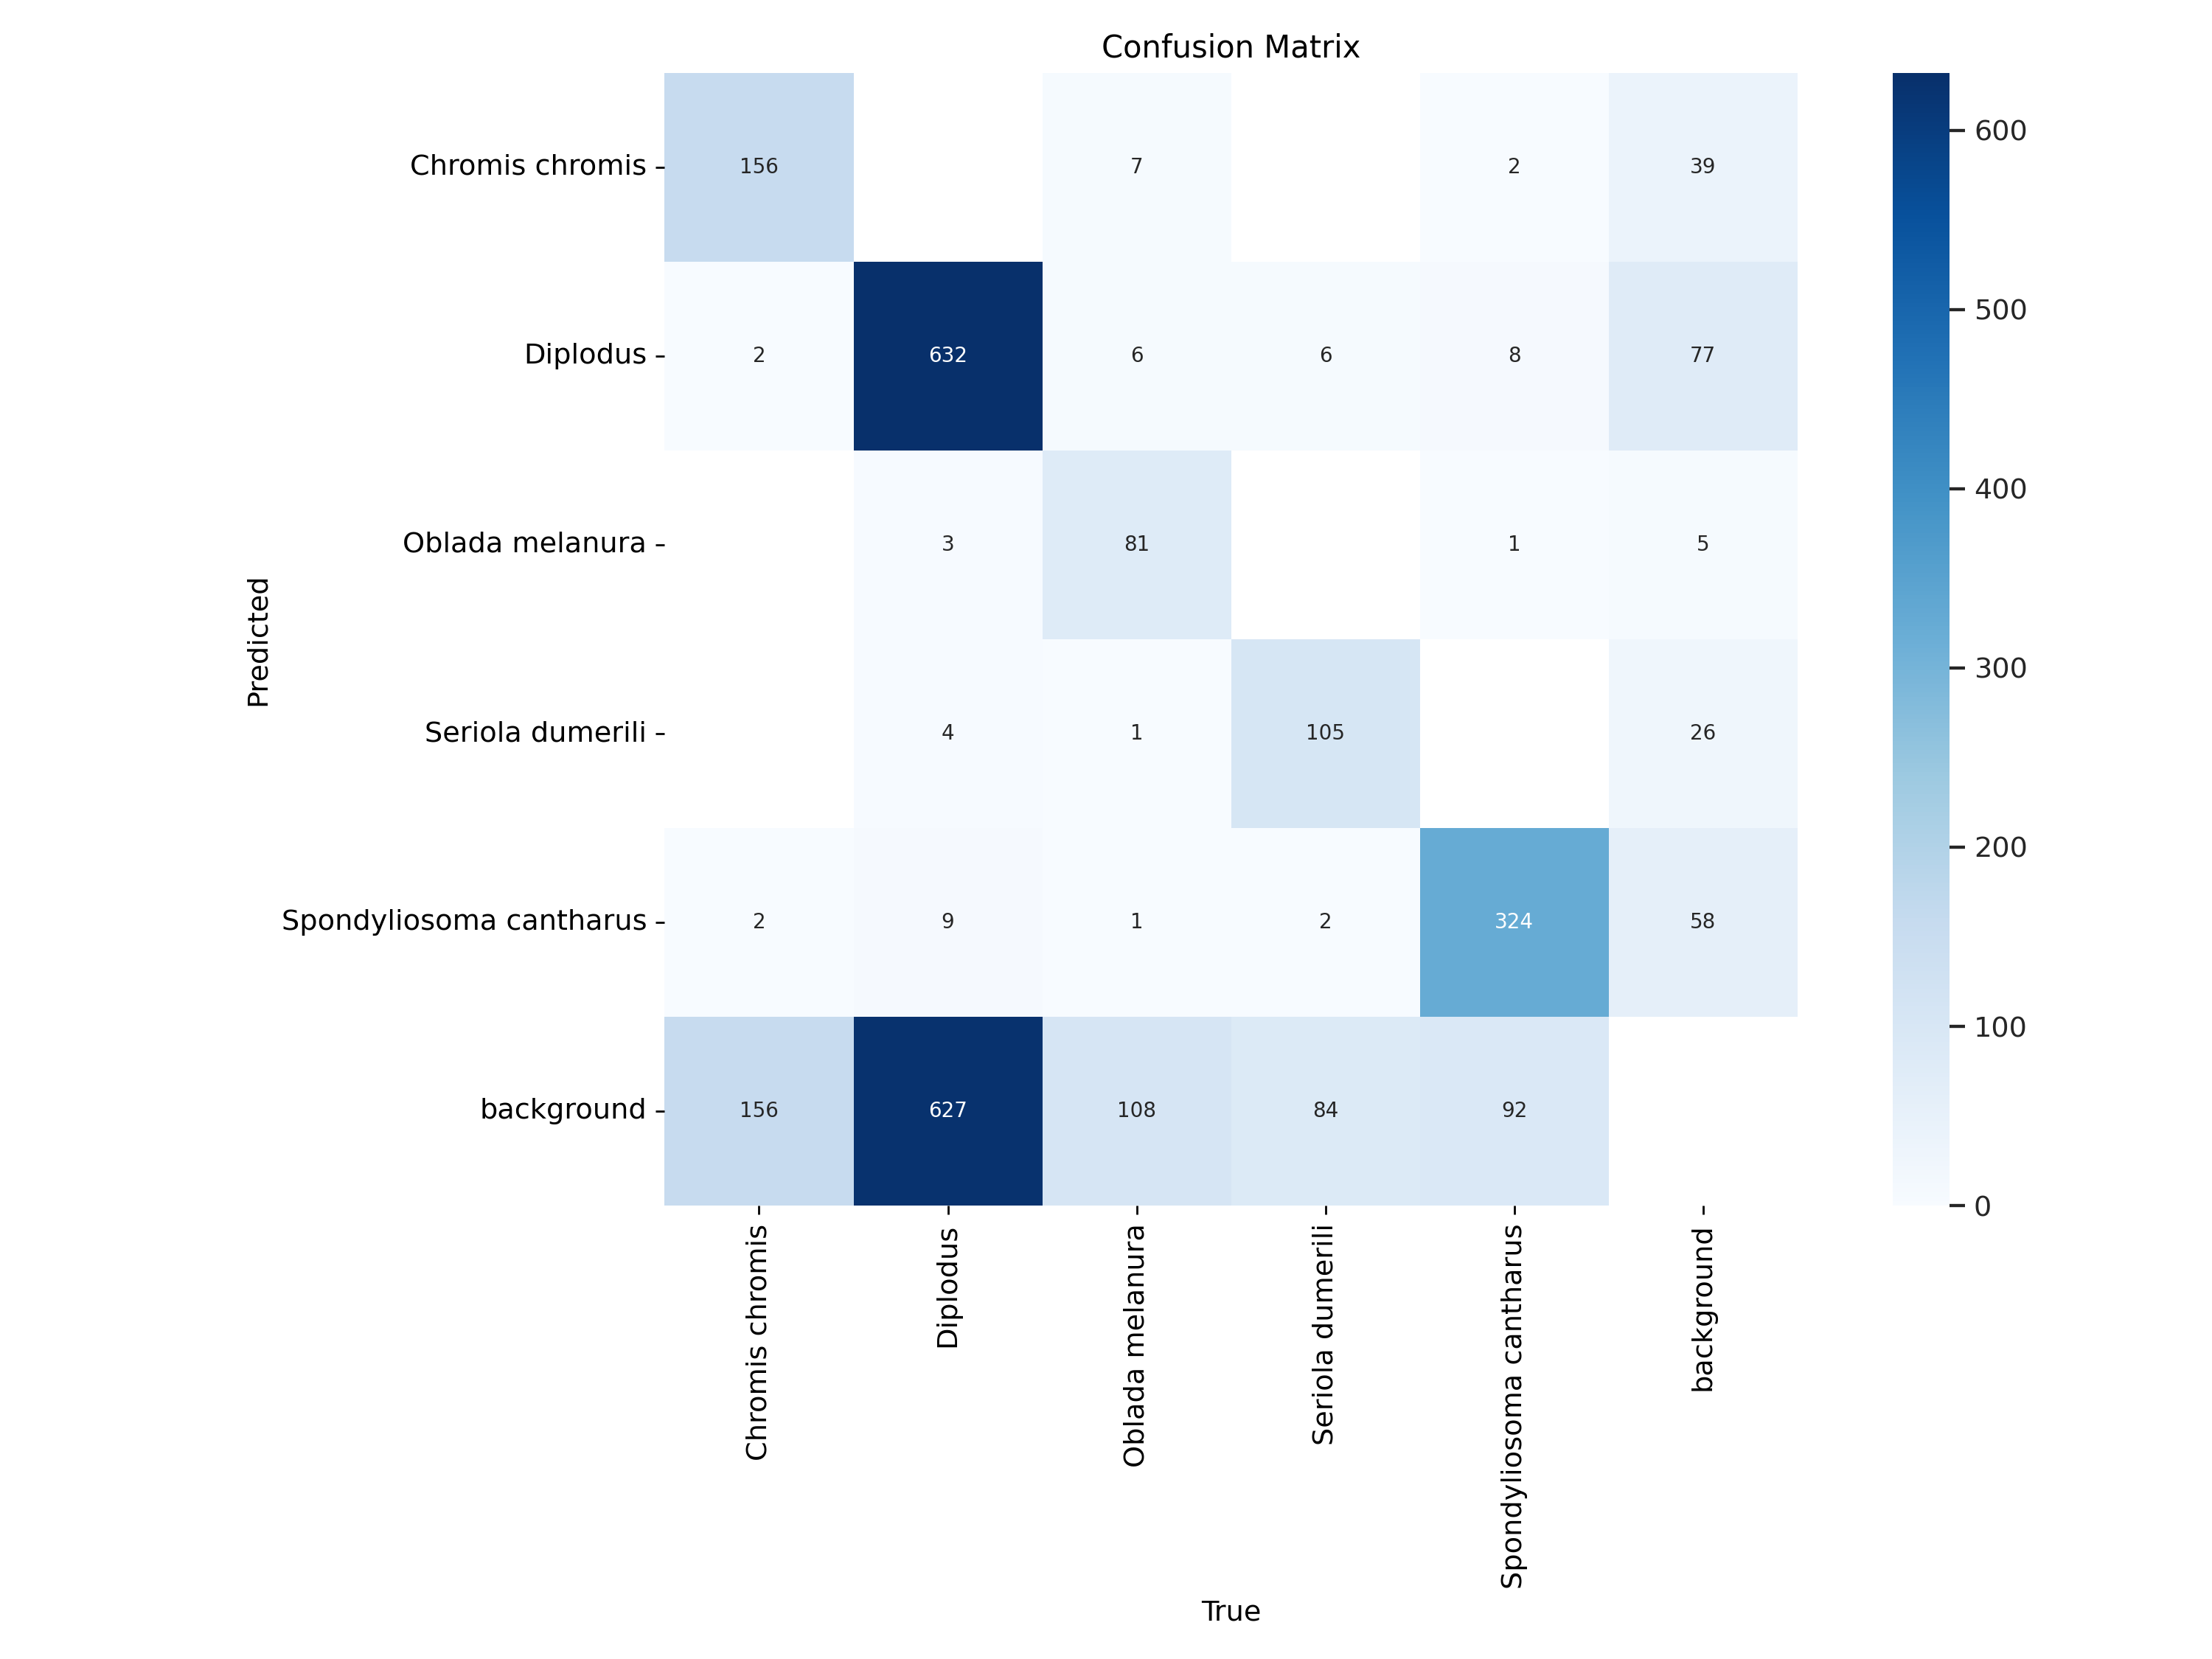 Confusion Matrix
Chromis chromis 156 7 2 39
Diplodus 2 632 6 6 8 77
Oblada melanura 3 81 1 5
Seriola dumerili 4 1 105 26
Spondyliosoma cantharus 2 9 1 2 324 58
background 156 627 108 84 92
Predicted
Chromis chromis
Diplodus
Oblada melanura
Seriola dumerili
Spondyliosoma cantharus
background
True
600
500
400
300
200
100
0